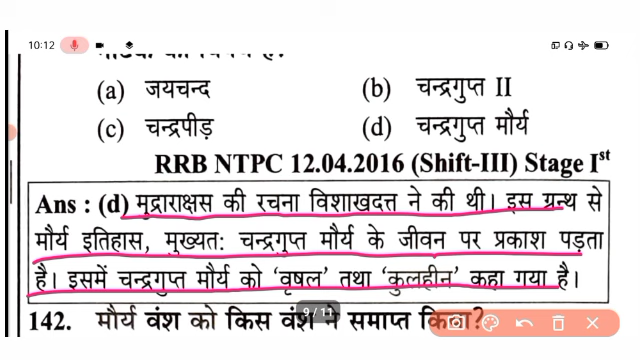 10:12
(a) जयचन्द (b) चन्द्रगुप्त II
(c) चन्द्रपीड़ (d) चन्द्रगुप्त मौर्य
RRB NTPC 12.04.2016 (Shift-III) Stage Ist
Ans : (d) मुद्राराक्षस की रचना विशाखदत्त ने की थी। इस ग्रन्थ से
मौर्य इतिहास, मुख्यत: चन्द्रगुप्त मौर्य के जीवन पर प्रकाश पड़ता
है। इसमें चन्द्रगुप्त मौर्य को ‘वृषल’ तथा ‘कुलहीन’ कहा गया है।
9 / 11
142. मौर्य वंश को किस वंश ने समाप्त किया?